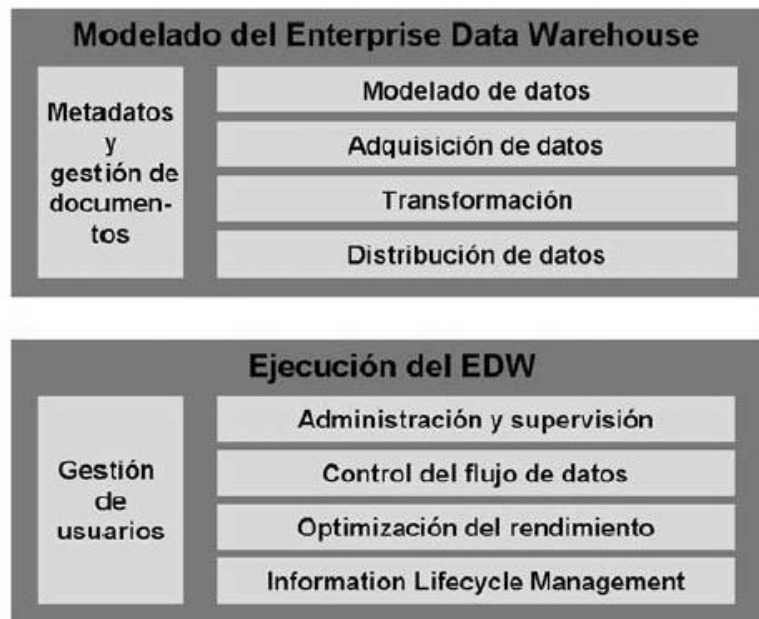 Modelado del Enterprise Data Warehouse
Metadatos
y
gestión de
documen-
tos
Modelado de datos
Adquisición de datos
Transformación
Distribución de datos
Ejecución del EDW
Gestión
de
usuarios
Administración y supervisión
Control del flujo de datos
Optimización del rendimiento
Information Lifecycle Management